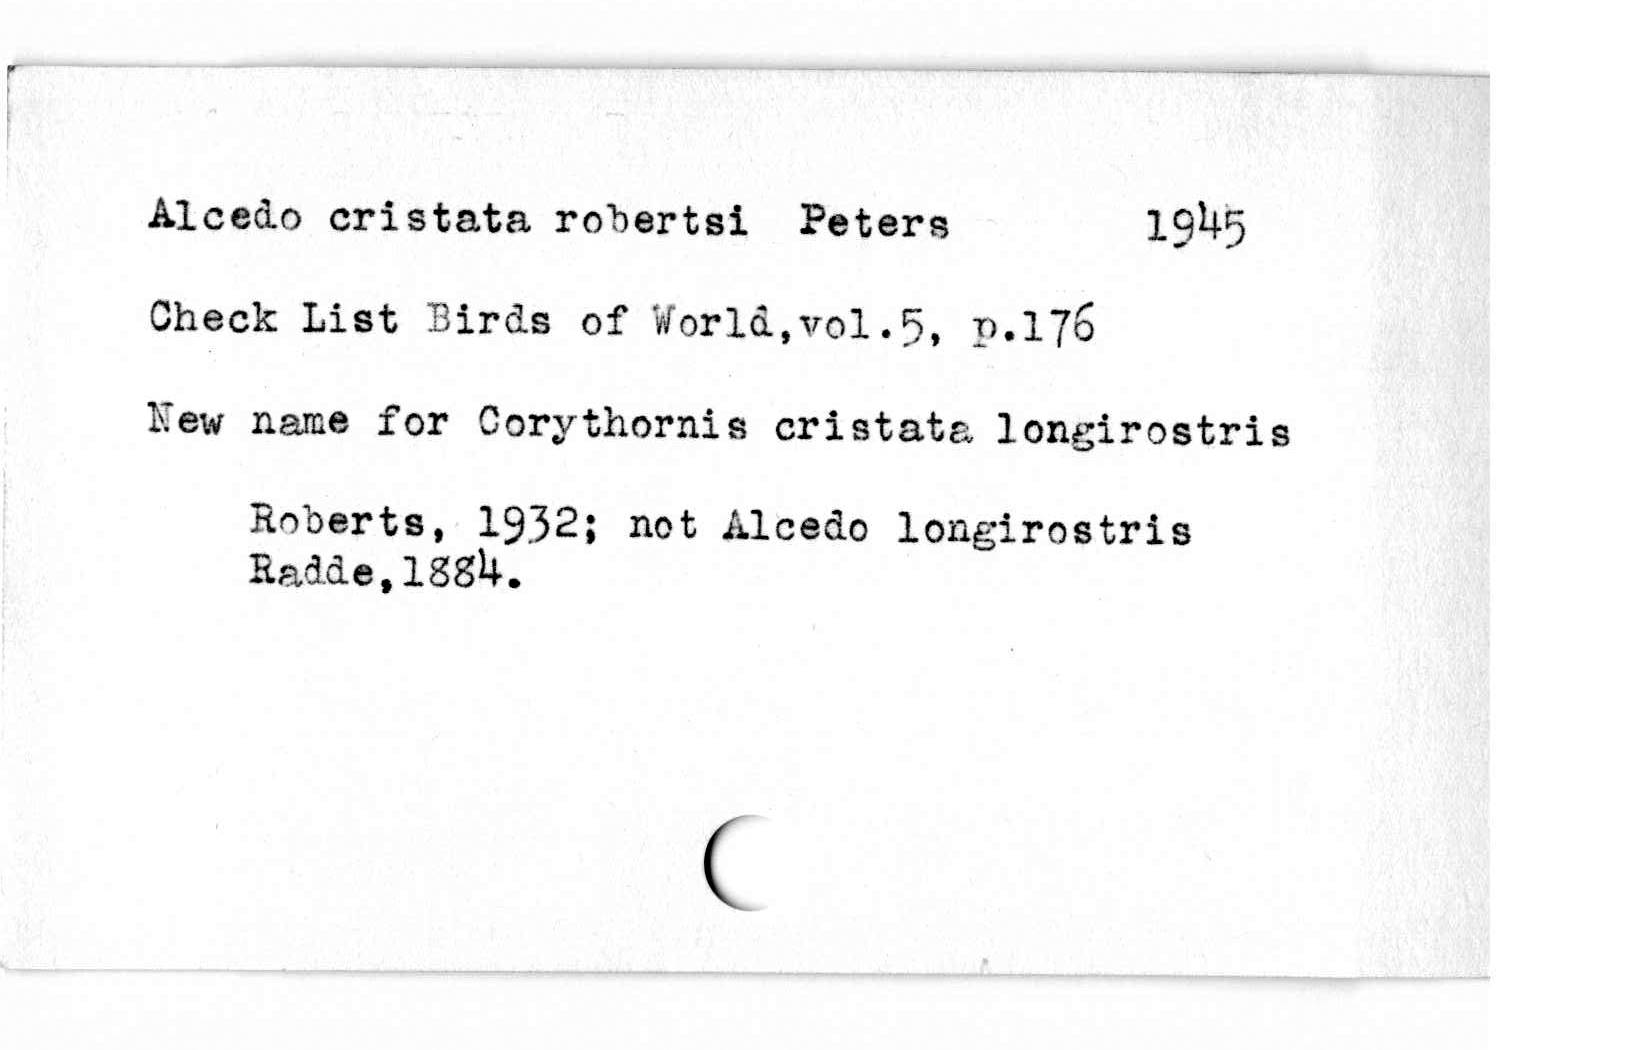 Alcedo cristata robertsi Peters 1945
Check List Birds of World,vol.5, p.176
New name for Corythornis cristata longirostris
Roberts, 1932; not Alcedo longirostris
Radde,1884.